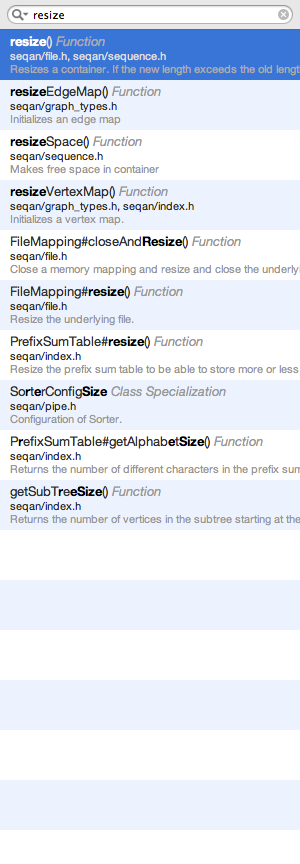 resize
resize() Function
seqan/file.h, seqan/sequence.h
Resizes a container. If the new length exceeds the old length
resizeEdgeMap() Function
seqan/graph_types.h
Initializes an edge map
resizeSpace() Function
seqan/sequence.h
Makes free space in container
resizeVertexMap() Function
seqan/graph_types.h, seqan/index.h
Initializes a vertex map.
FileMapping#closeAndResize() Function
seqan/file.h
Close a memory mapping and resize and close the underlyi
FileMapping#resize() Function
seqan/file.h
Resize the underlying file.
PrefixSumTable#resize() Function
seqan/index.h
Resize the prefix sum table to be able to store more or less
SorterConfigSize Class Specialization
seqan/pipe.h
Configuration of Sorter.
PrefixSumTable#getAlphabetSize() Function
seqan/index.h
Returns the number of different characters in the prefix sum
getSubTreeSize() Function
seqan/index.h
Returns the number of vertices in the subtree starting at the